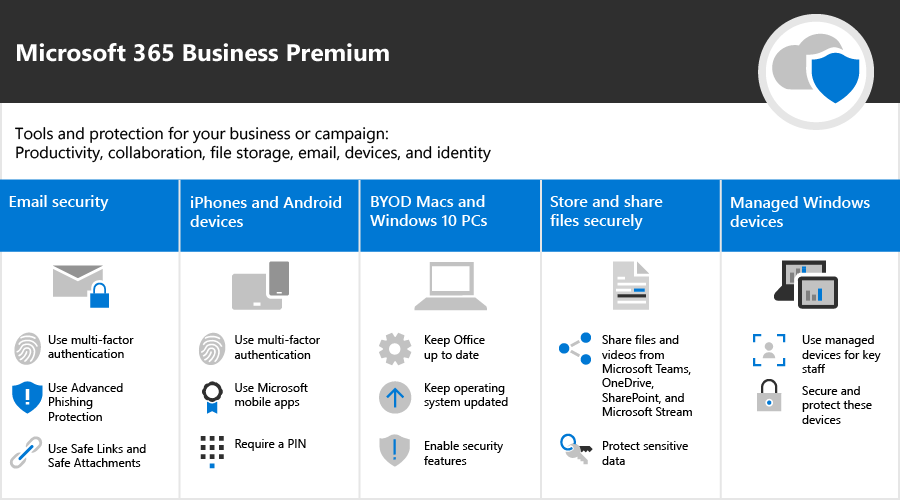 Microsoft 365 Business Premium
Tools and protection for your business or campaign:
Productivity, collaboration, file storage, email, devices, and identity
Email security
Use multi-factor
authentication
Use Advanced
Phishing
Protection
Use Safe Links and
Safe Attachments
iPhones and Android
devices
Use multi-factor
authentication
Use Microsoft
mobile apps
Require a PIN
BYOD Macs and
Windows 10 PCs
Keep Office
up to date
Keep operating
system updated
Enable security
features
Store and share
files securely
Share files and
videos from
Microsoft Teams,
OneDrive,
SharePoint, and
Microsoft Stream
Protect sensitive
data
Managed Windows
devices
Use managed
devices for key
staff
Secure and
protect these
devices